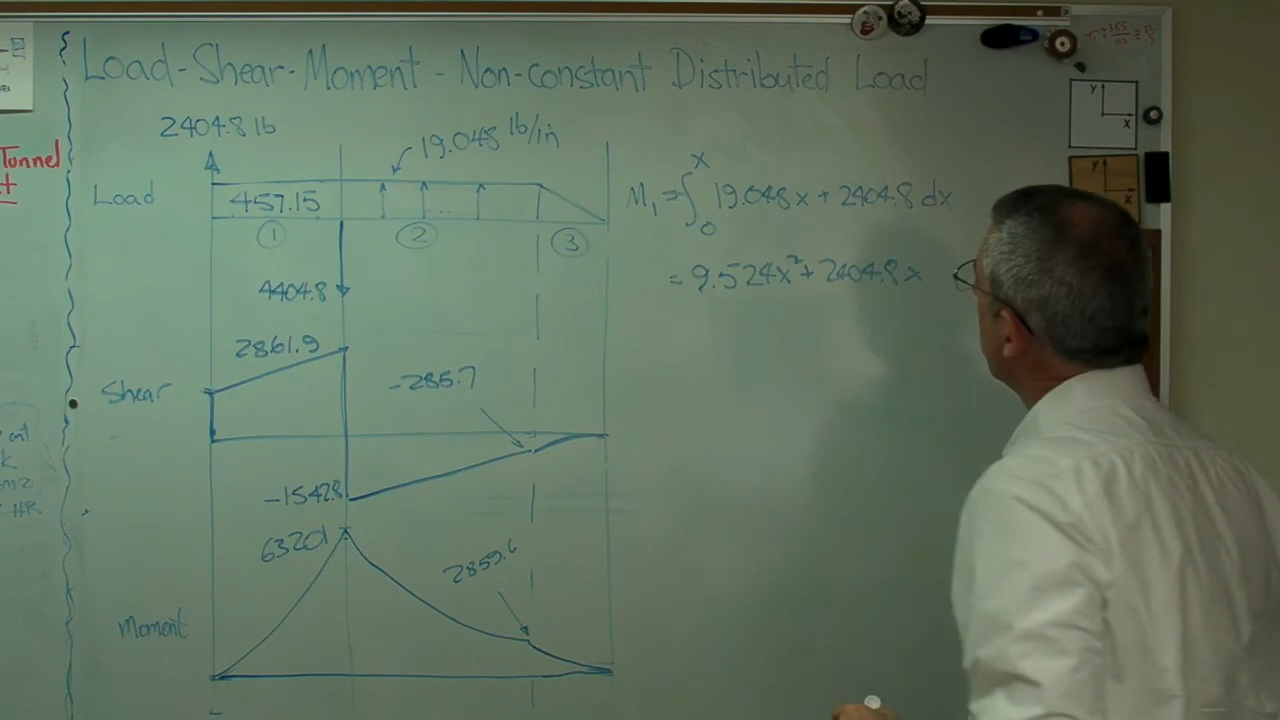 Load-Shear-Moment - Non-constant Distributed Load
2404.8 lb
19.048 lb/in
Load
457.15
...
1
2
3
4404.8
M₁ = ∫₀ˣ 19.048x + 2404.8 dx
= 9.524x² + 2404.8x
2861.9
Shear
-285.7
-1542.8
63201
2859.6
Moment
Tunnel
Y
X
Y
X
HR.